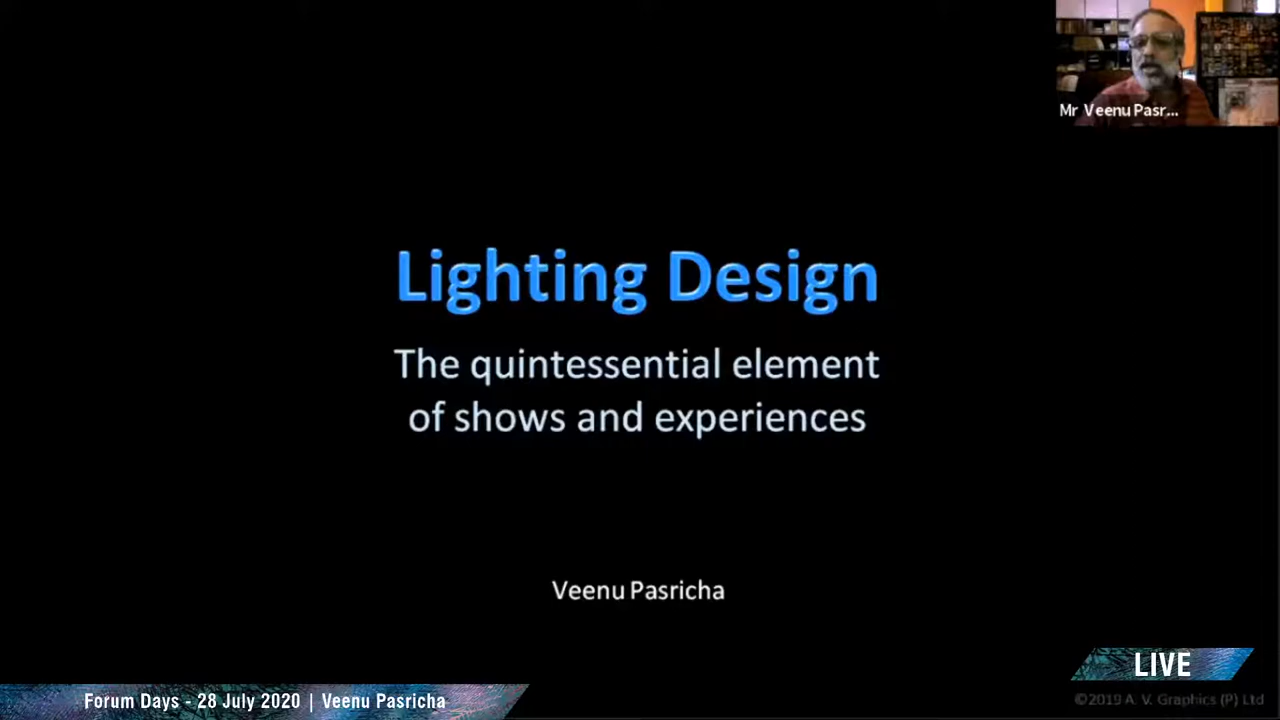 Mr Veenu Pasr...
Lighting Design
The quintessential element
of shows and experiences
Veenu Pasricha
LIVE
Forum Days - 28 July 2020 | Veenu Pasricha
©2019 A. V. Graphics (P) Ltd